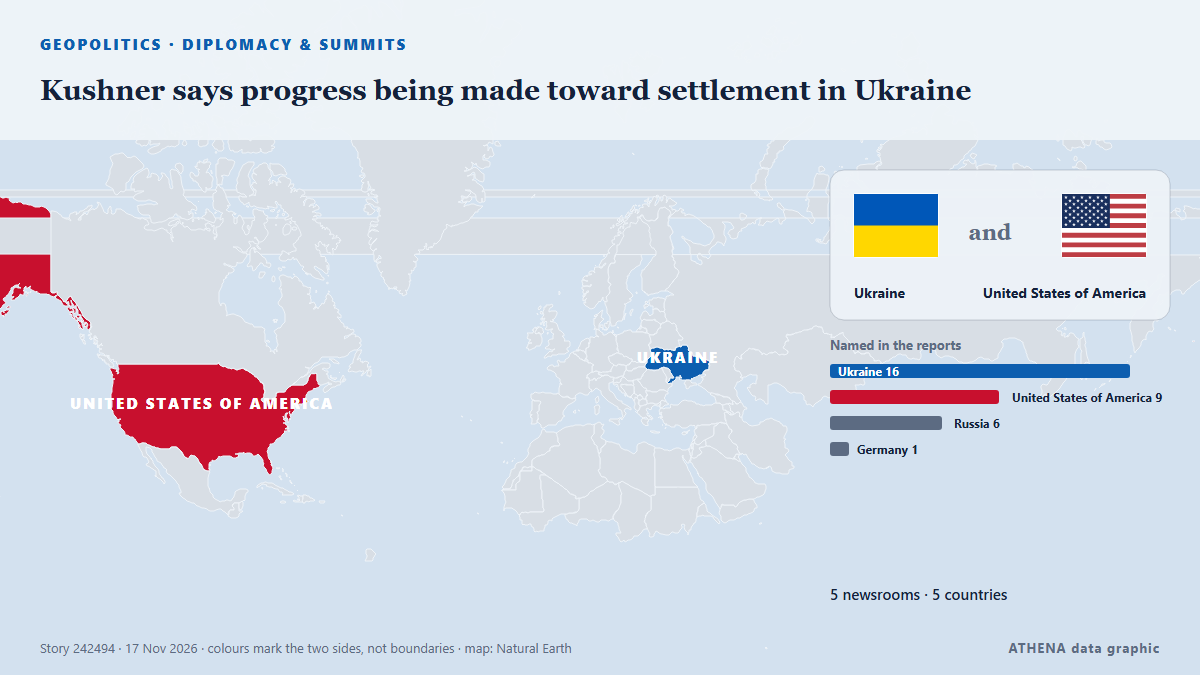 GEOPOLITICS · DIPLOMACY & SUMMITS
Kushner says progress being made toward settlement in Ukraine
and
Ukraine
United States of America
Named in the reports
Ukraine 16
United States of America 9
Russia 6
Germany 1
UKRAINE
UNITED STATES OF AMERICA
5 newsrooms · 5 countries
Story 242494 · 17 Nov 2026 · colours mark the two sides, not boundaries · map: Natural Earth
ATHENA data graphic